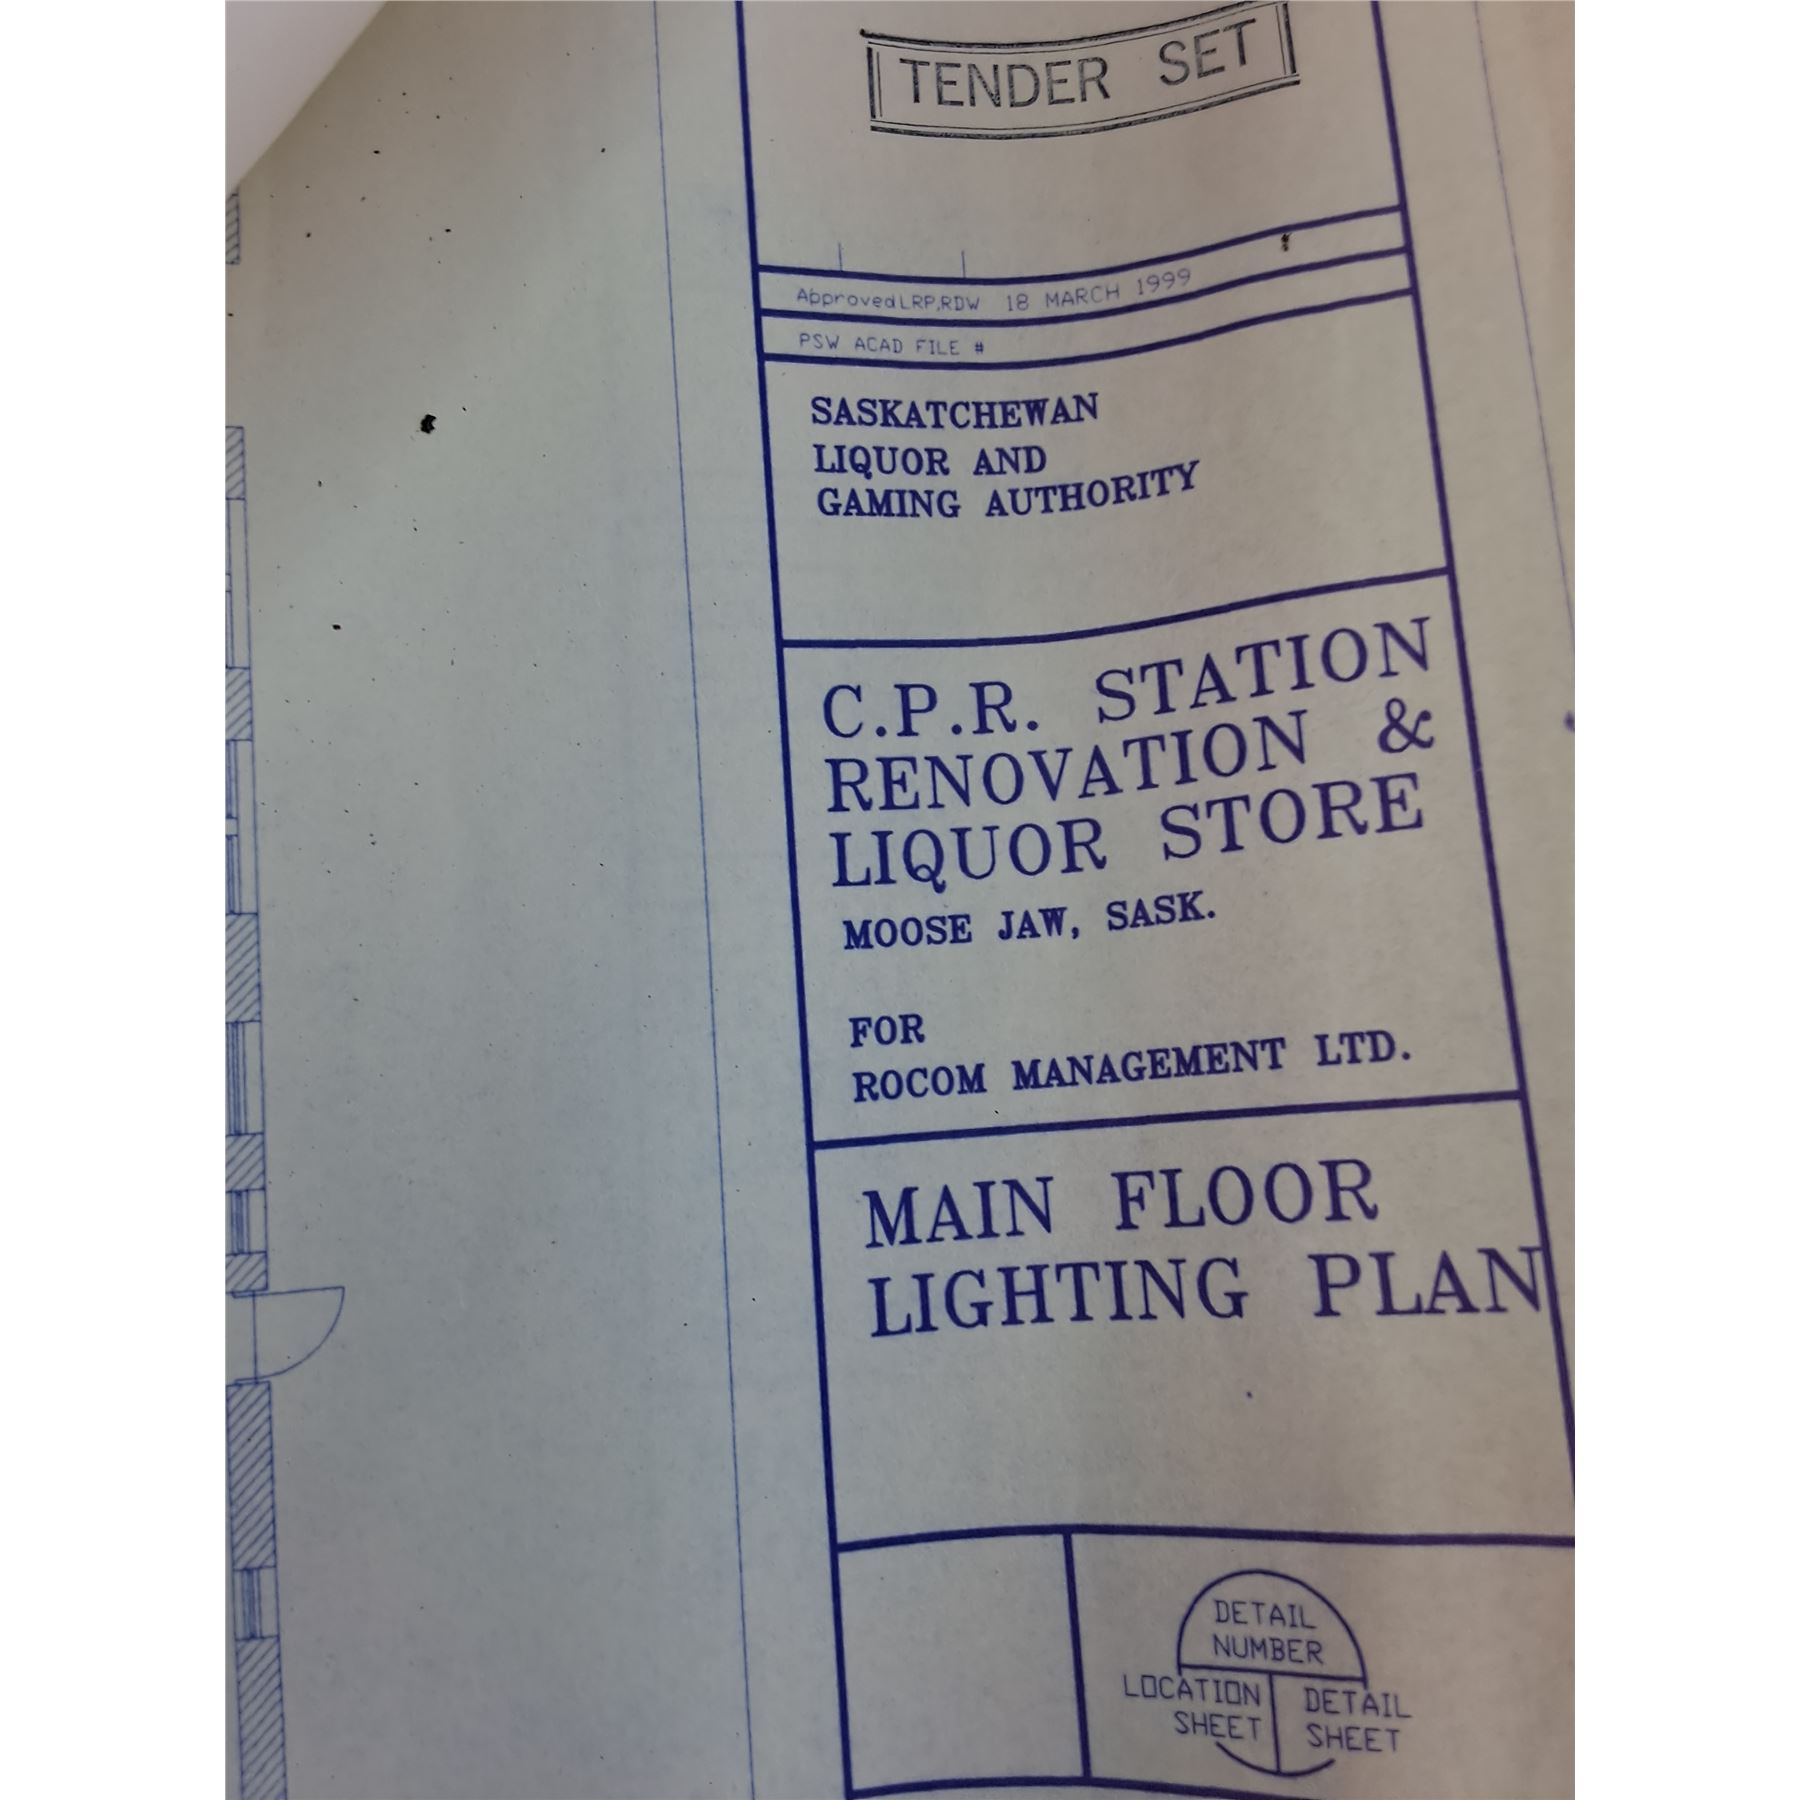 TENDER SET
Approved LRP,RDW 18 MARCH 1999
PSW ACAD FILE #
SASKATCHEWAN
LIQUOR AND
GAMING AUTHORITY
C.P.R. STATION
RENOVATION &
LIQUOR STORE
MOOSE JAW, SASK.
FOR
ROCOM MANAGEMENT LTD.
MAIN FLOOR
LIGHTING PLAN
DETAIL
NUMBER
LOCATION
SHEET
DETAIL
SHEET